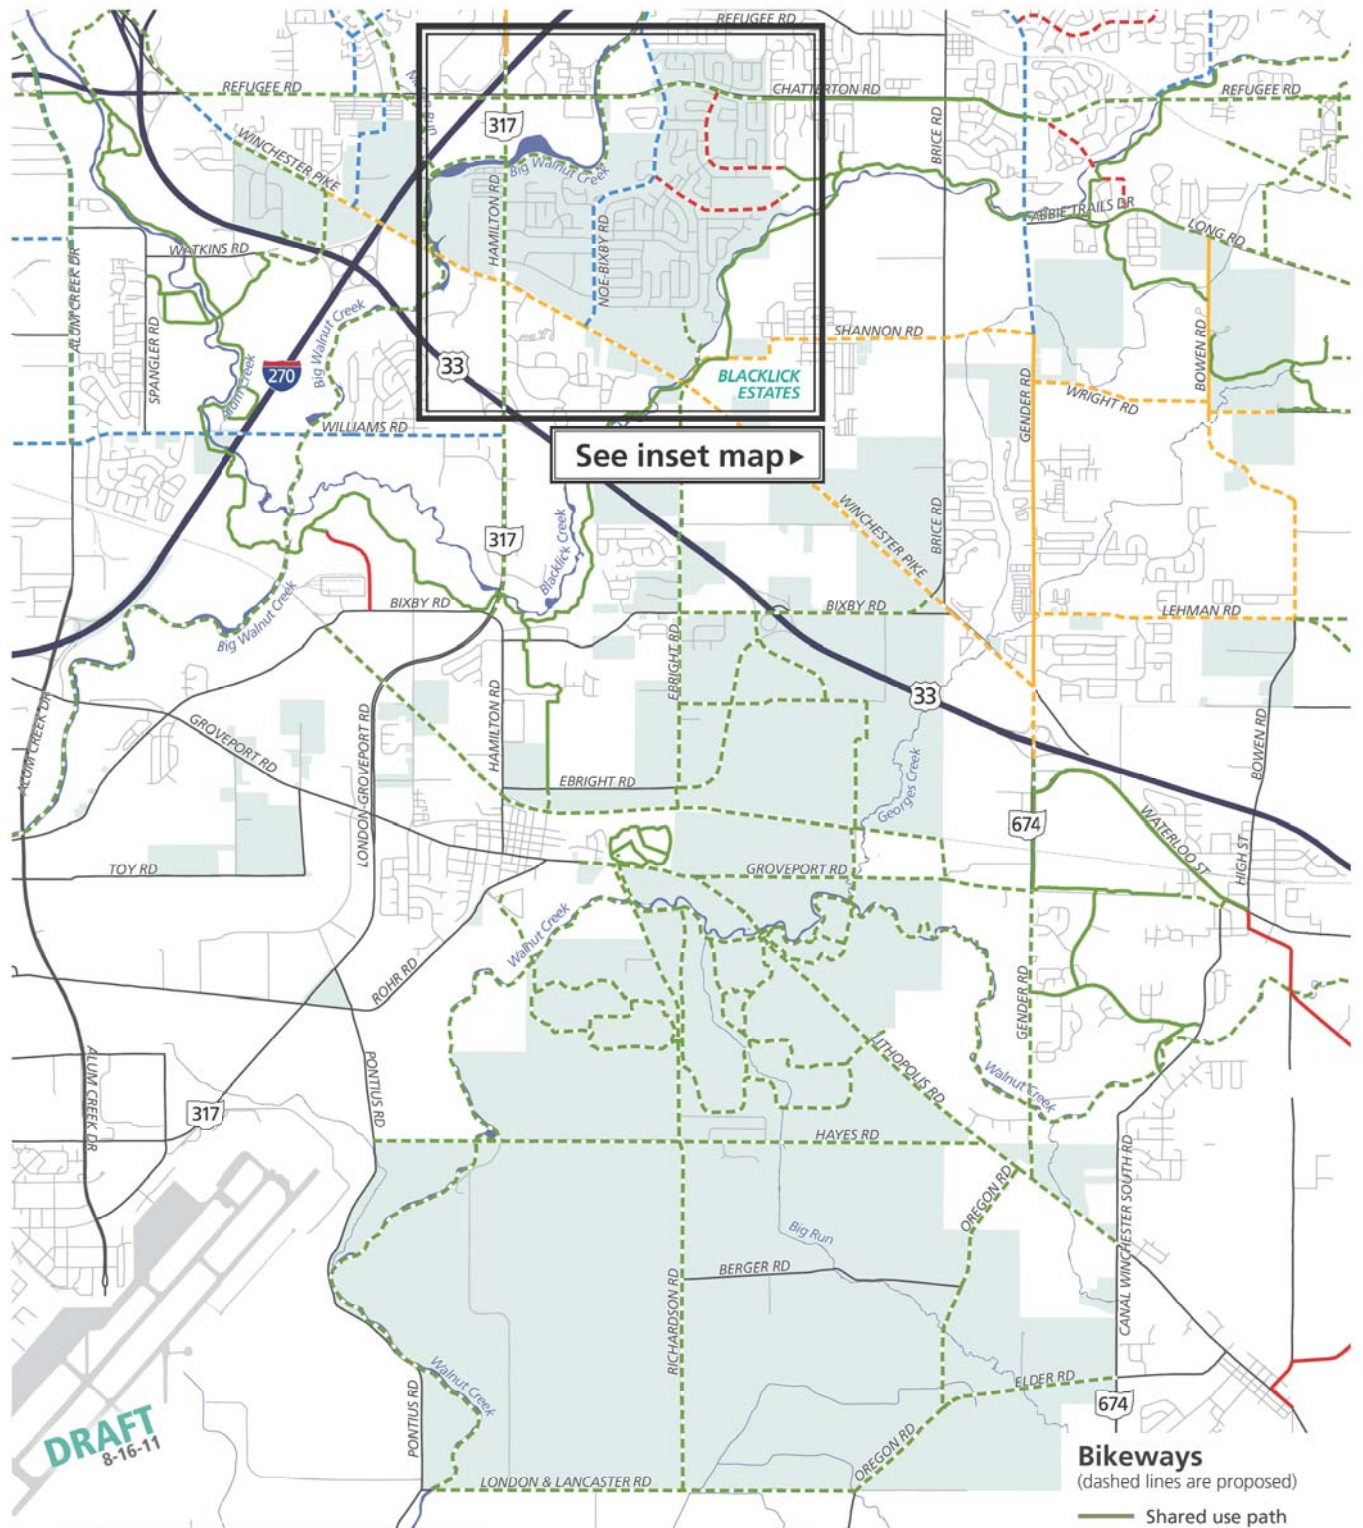 REFUGEE RD
REFUGEE RD
CHATTERTON RD
REFUGEE RD
WINCHESTER PIKE
317
Big Walnut Creek
BRICE RD
HAMILTON RD
NOE-BIXBY RD
ABBIE TRAILS DR
LONG RD
WATKINS RD
ALUM CREEK DR
SPANGLER RD
Big Walnut Creek
Alum Creek
270
33
SHANNON RD
BLACKLICK
ESTATES
BOWEN RD
GENDER RD
WRIGHT RD
WILLIAMS RD
See inset map
WINCHESTER PIKE
BRICE RD
317
Blacklick Creek
BIXBY RD
BIXBY RD
LEHMAN RD
Big Walnut Creek
EBRIGHT RD
33
ALUM CREEK DR
GROVEPORT RD
LONDON-GROVEPORT RD
HAMILTON RD
BOWEN RD
EBRIGHT RD
Georges Creek
674
WATERLOO ST
HIGH ST
TOY RD
GROVEPORT RD
Walnut Creek
ROHR RD
GENDER RD
LITHOPOLIS RD
Walnut Creek
ALUM CREEK DR
PONTIUS RD
317
HAYES RD
OREGON RD
CANAL WINCHESTER SOUTH RD
Big Run
BERGER RD
RICHARDSON RD
Walnut Creek
ELDER RD
674
PONTIUS RD
DRAFT
8-16-11
OREGON RD
LONDON & LANCASTER RD
Bikeways
(dashed lines are proposed)
Shared use path